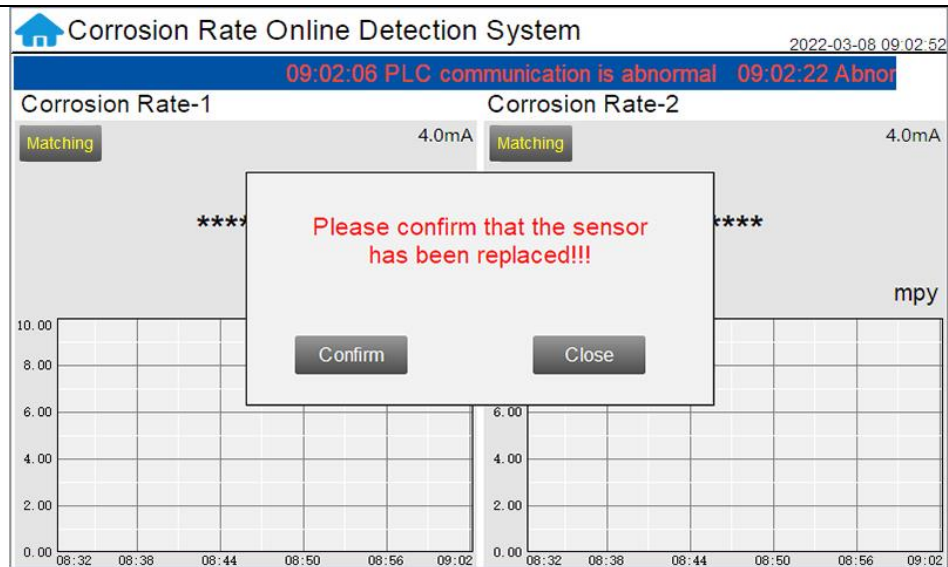 Corrosion Rate Online Detection System
2022-03-08 09:02:52
09:02:06 PLC communication is abnormal 09:02:22 Abnor
Corrosion Rate-1
Corrosion Rate-2
Matching
4.0mA
Matching
4.0mA
****
****
Please confirm that the sensor
has been replaced!!!
mpy
Confirm
Close
10.00
8.00
6.00
4.00
2.00
0.00
08:32 08:38 08:44 08:50 08:56 09:02
6.00
4.00
2.00
0.00
08:32 08:38 08:44 08:50 08:56 09:02